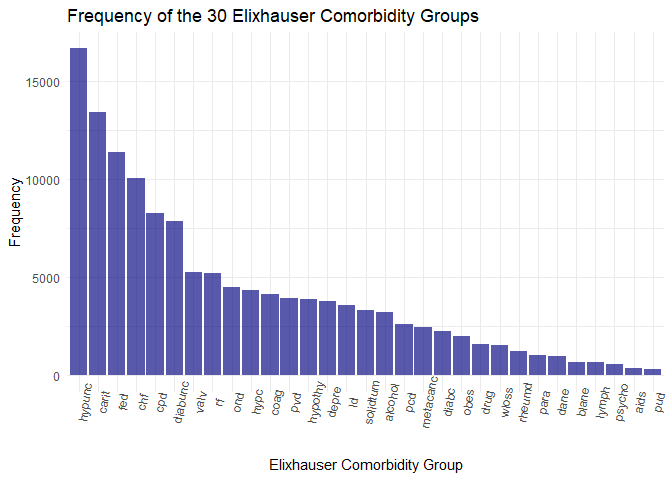 Frequency of the 30 Elixhauser Comorbidity Groups
Frequency
15000
10000
5000
0
hypunc
carit
fed
chf
cpd
diabunc
valv
rf
ond
hypc
coag
pvd
hypothy
depre
ld
solidtum
alcohol
pcd
metacanc
diabc
obes
drug
wloss
rheumd
para
dane
blane
lymph
psycho
aids
pud
Elixhauser Comorbidity Group